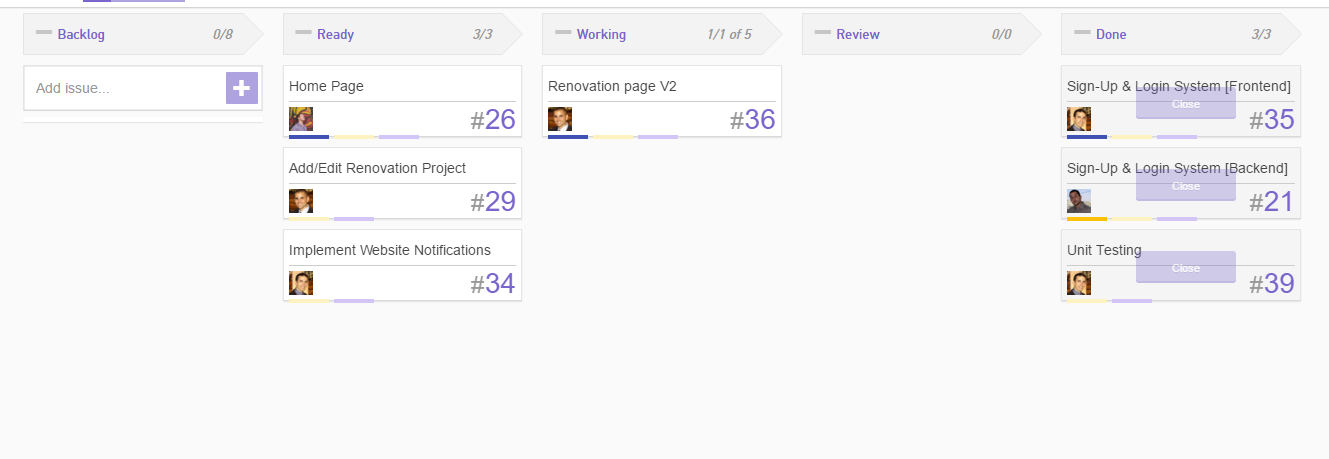 Backlog 0/8
Add issue...
Ready 3/3
Home Page
#26
Add/Edit Renovation Project
#29
Implement Website Notifications
#34
Working 1/1 of 5
Renovation page V2
#36
Review 0/0
Done 3/3
Sign-Up & Login System [Frontend]
Close
#35
Sign-Up & Login System [Backend]
Close
#21
Unit Testing
Close
#39